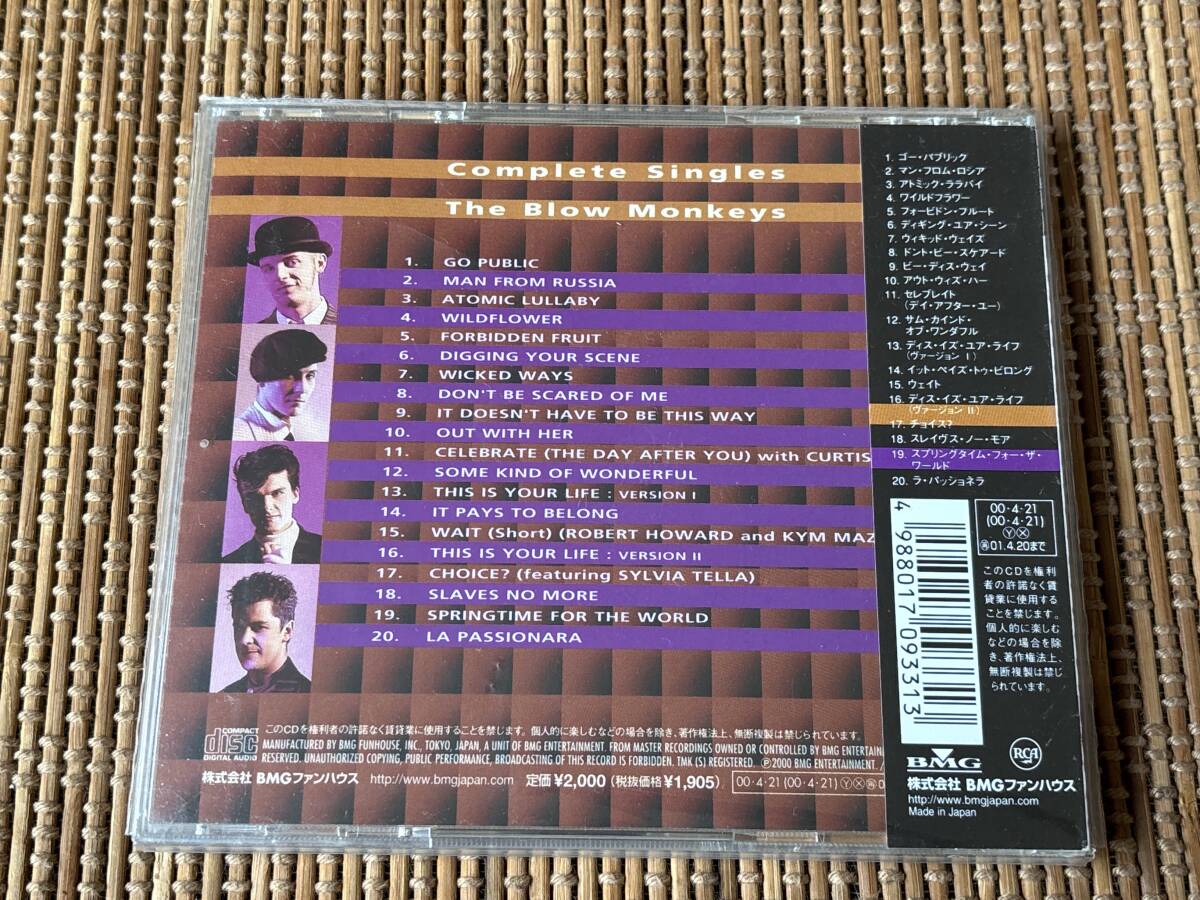 Complete Singles
The Blow Monkeys
1. GO PUBLIC
2. MAN FROM RUSSIA
3. ATOMIC LULLABY
4. WILDFLOWER
5. FORBIDDEN FRUIT
6. DIGGING YOUR SCENE
7. WICKED WAYS
8. DON'T BE SCARED OF ME
9. IT DOESN'T HAVE TO BE THIS WAY
10. OUT WITH HER
11. CELEBRATE (THE DAY AFTER YOU) with CURTIS
12. SOME KIND OF WONDERFUL
13. THIS IS YOUR LIFE : VERSION I
14. IT PAYS TO BELONG
15. WAIT (Short) (ROBERT HOWARD and KYM MAZ
16. THIS IS YOUR LIFE : VERSION II
17. CHOICE? (featuring SYLVIA TELLA)
18. SLAVES NO MORE
19. SPRINGTIME FOR THE WORLD
20. LA PASSIONARA
COMPACT
disc
DIGITAL AUDIO
このCDを権利者の許諾なく賃貸業に使用することを禁じます。個人的に楽しむなどの場合を除き、著作権法上、無断複製は禁じられています。
MANUFACTURED BY BMG FUNHOUSE, INC., TOKYO, JAPAN, A UNIT OF BMG ENTERTAINMENT. FROM MASTER RECORDINGS OWNED OR CONTROLLED BY BMG ENTERTAIN
RESERVED. UNAUTHORIZED COPYING, PUBLIC PERFORMANCE, BROADCASTING OF THIS RECORD IS FORBIDDEN. TMK (S) REGISTERED. ℗2000 BMG ENTERTAINMENT. /
株式会社 BMGファンハウス http://www.bmgjapan.com 定価¥2,000 (税抜価格¥1,905) 00·4·21 (00·4·21) Ⓨ Ⓧ
1. ゴー・パブリック
2. マン・フロム・ロシア
3. アトミック・ララバイ
4. ワイルドフラワー
5. フォービドン・フルート
6. ディギング・ユア・シーン
7. ウィキッド・ウェイズ
8. ドント・ビー・スケアード
9. ビー・ディス・ウェイ
10. アウト・ウィズ・ハー
11. セレブレイト
(デイ・アフター・ユー)
12. サム・カインド・
オブ・ワンダフル
13. ディス・イズ・ユア・ライフ
(ヴァージョン I)
14. イット・ペイズ・トゥ・ビロング
15. ウェイト
16. ディス・イズ・ユア・ライフ
(ヴァージョン II)
17. チョイス?
18. スレイヴス・ノー・モア
19. スプリングタイム・フォー・ザ・
ワールド
20. ラ・パッショネラ
4 988017 093313
00·4·21
(00·4·21)
Ⓨ Ⓧ
再01.4.20まで
このCDを権利
者の許諾なく賃
貸業に使用する
ことを禁じます。
個人的に楽しむ
などの場合を除
き、著作権法上、
無断複製は禁じ
られています。
BMG
RCA
株式会社 BMGファンハウス
http://www.bmgjapan.com
Made in Japan